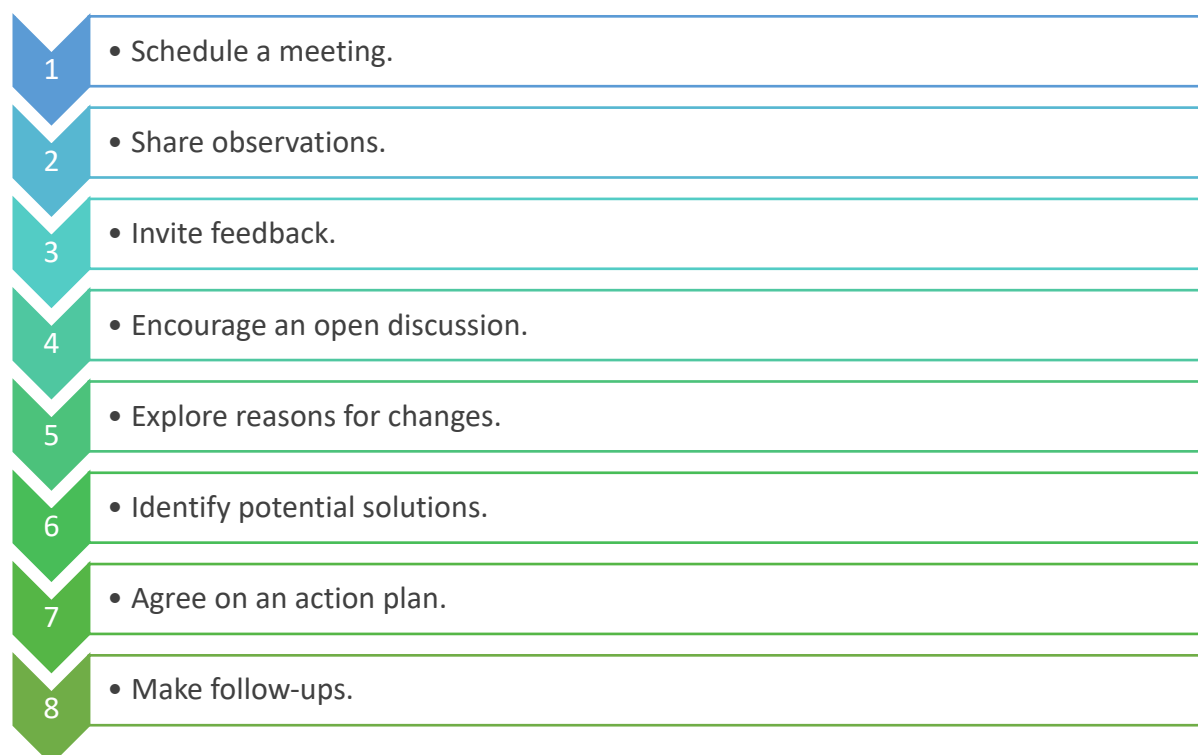 1 • Schedule a meeting.
2 • Share observations.
3 • Invite feedback.
4 • Encourage an open discussion.
5 • Explore reasons for changes.
6 • Identify potential solutions.
7 • Agree on an action plan.
8 • Make follow-ups.